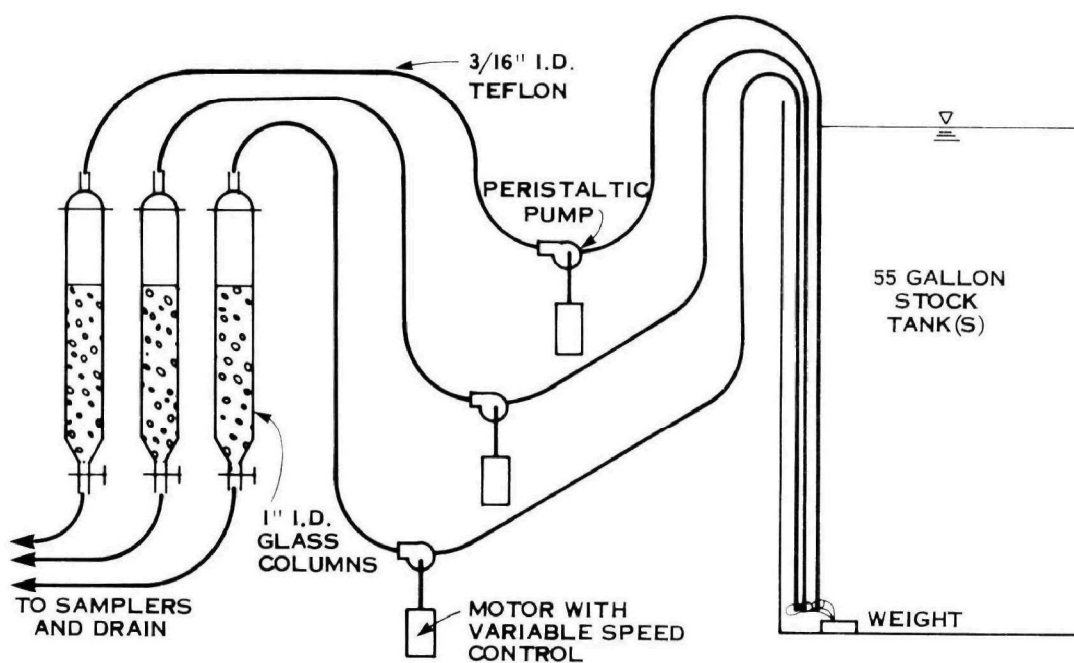 3/16" I.D.
TEFLON
PERISTALTIC
PUMP
55 GALLON
STOCK
TANK(S)
1" I.D.
GLASS
COLUMNS
TO SAMPLERS
AND DRAIN
MOTOR WITH
VARIABLE SPEED
CONTROL
WEIGHT